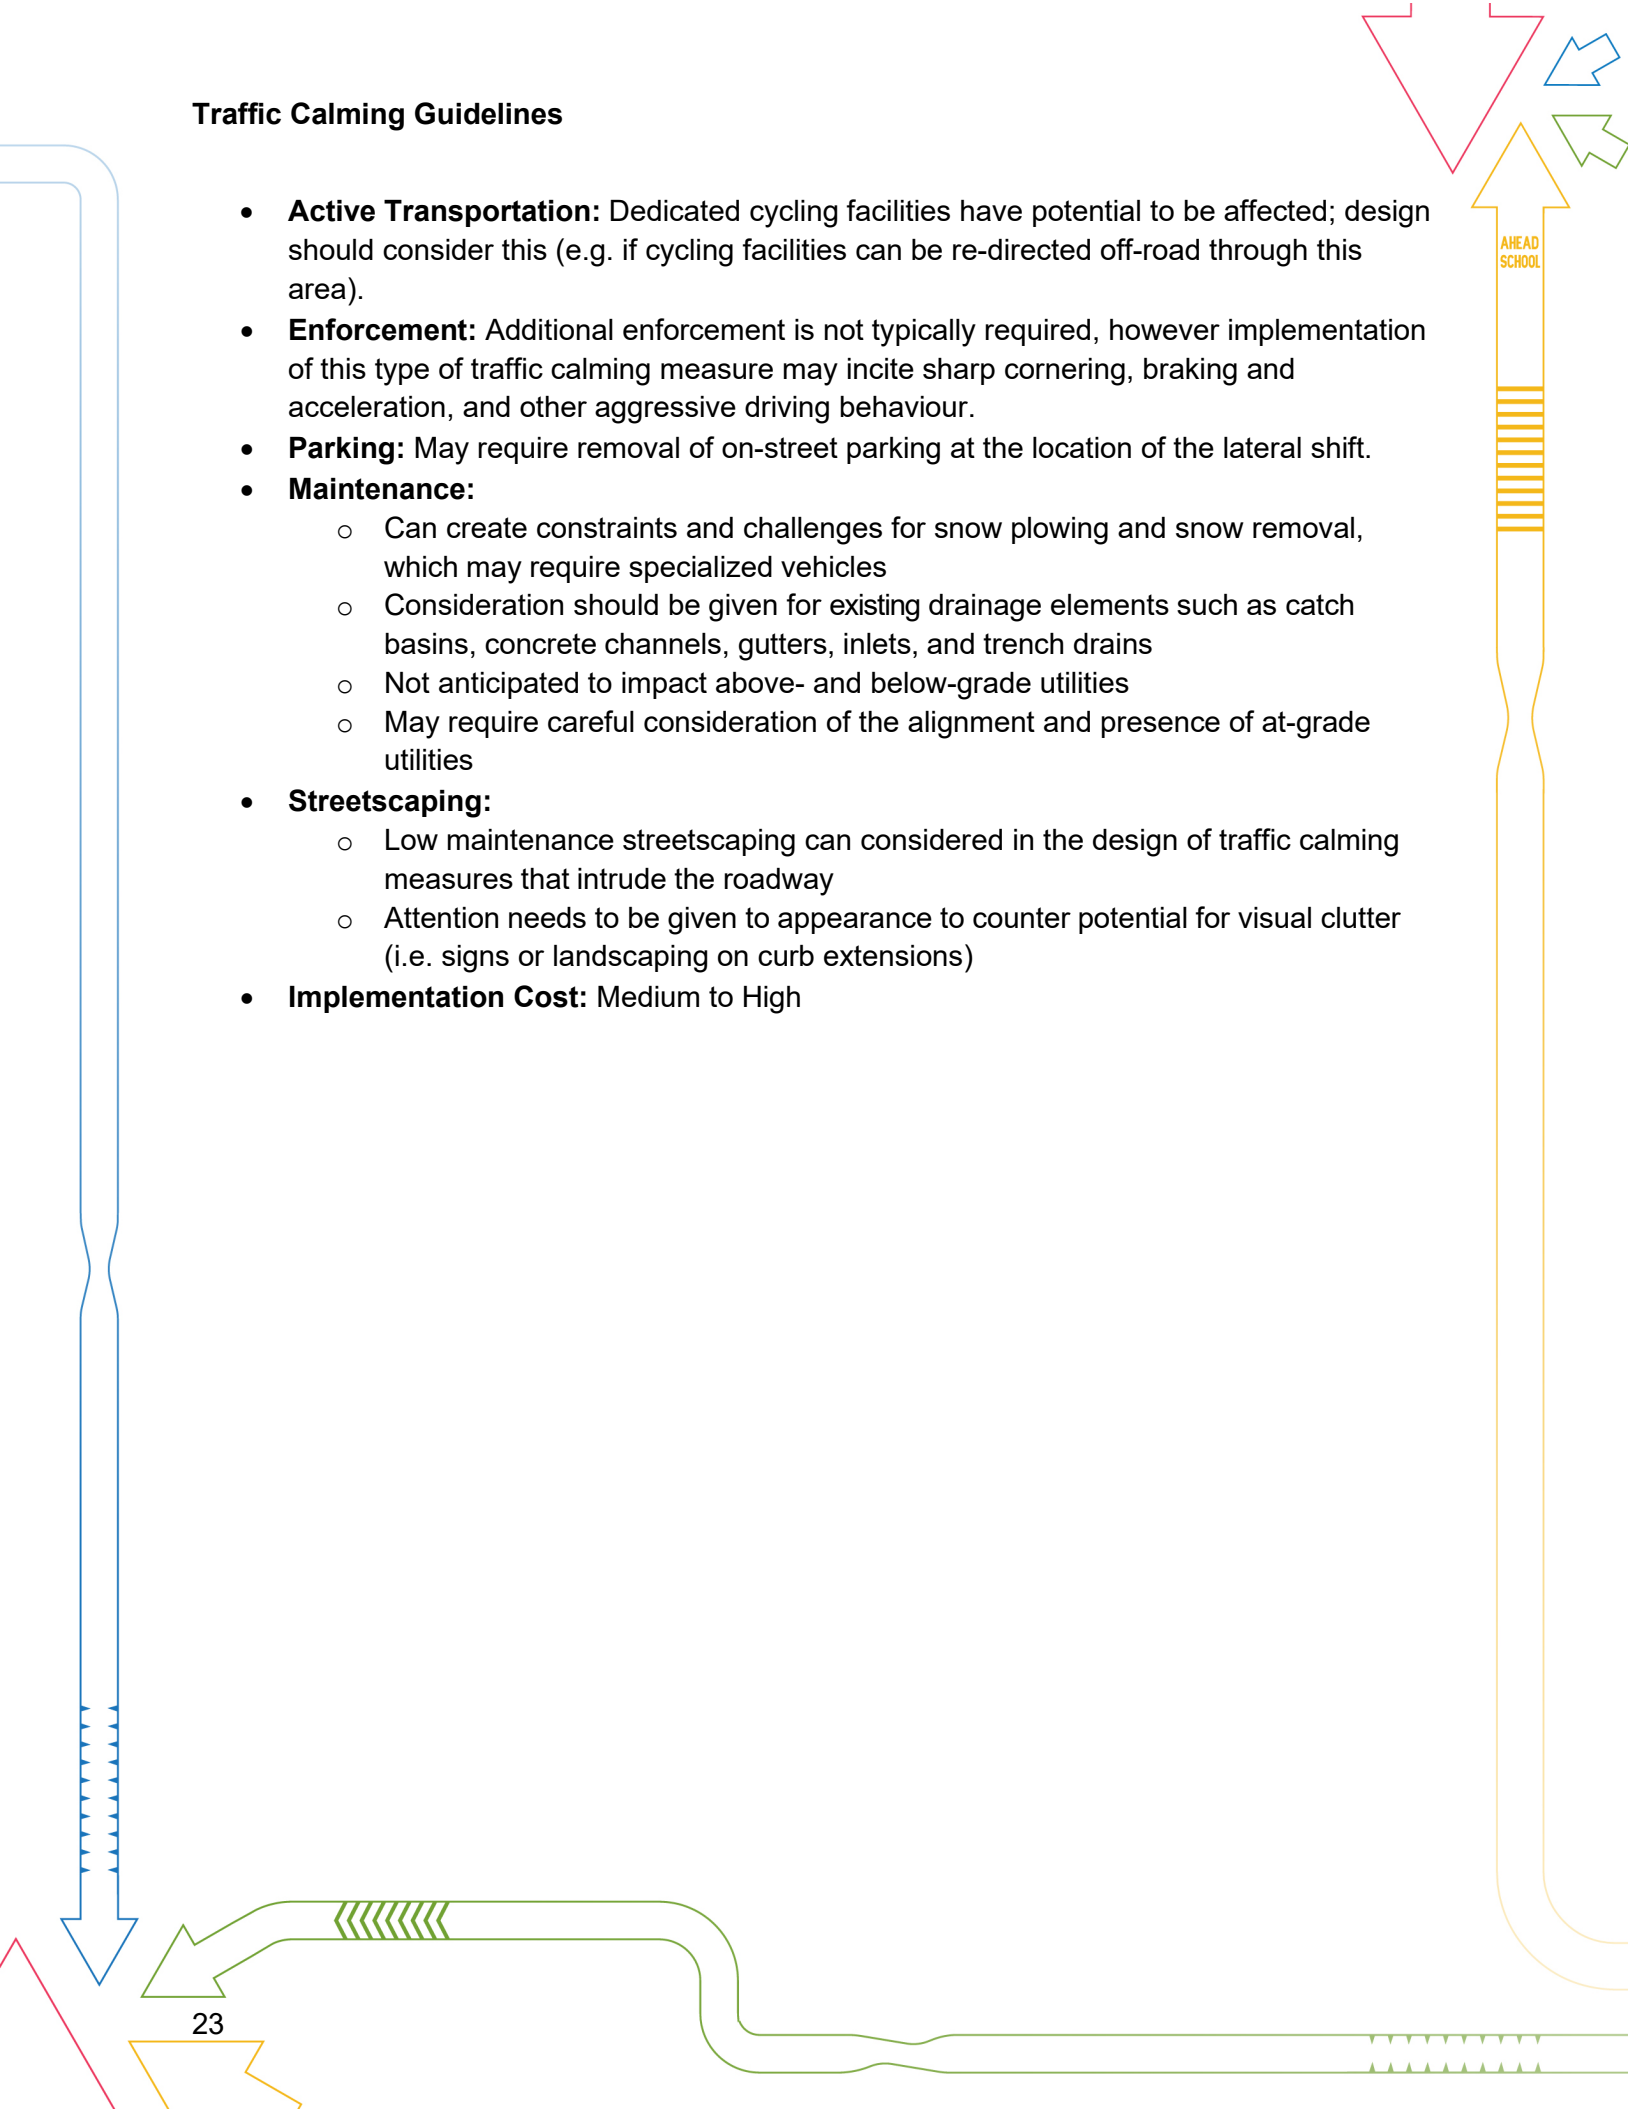 Traffic Calming Guidelines
AHEAD
SCHOOL
• Active Transportation: Dedicated cycling facilities have potential to be affected; design
should consider this (e.g. if cycling facilities can be re-directed off-road through this
area).
• Enforcement: Additional enforcement is not typically required, however implementation
of this type of traffic calming measure may incite sharp cornering, braking and
acceleration, and other aggressive driving behaviour.
• Parking: May require removal of on-street parking at the location of the lateral shift.
• Maintenance:
o Can create constraints and challenges for snow plowing and snow removal,
which may require specialized vehicles
o Consideration should be given for existing drainage elements such as catch
basins, concrete channels, gutters, inlets, and trench drains
o Not anticipated to impact above- and below-grade utilities
o May require careful consideration of the alignment and presence of at-grade
utilities
• Streetscaping:
o Low maintenance streetscaping can considered in the design of traffic calming
measures that intrude the roadway
o Attention needs to be given to appearance to counter potential for visual clutter
(i.e. signs or landscaping on curb extensions)
• Implementation Cost: Medium to High
23